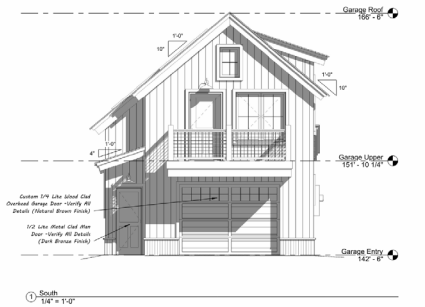 Garage Roof
166' - 6"
1'-0"
10"
1'-0"
10"
1'-0"
4"
Garage Upper
151' - 10 1/4"
Custom 1/4 Lite Wood Clad
Overhead Garage Door -Verify All
Details (Natural Brown Finish)
1/2 Lite Metal Clad Man
Door -Verify All Details
(Dark Bronze Finish)
Garage Entry
142' - 6"
1 South
1/4" = 1'-0"